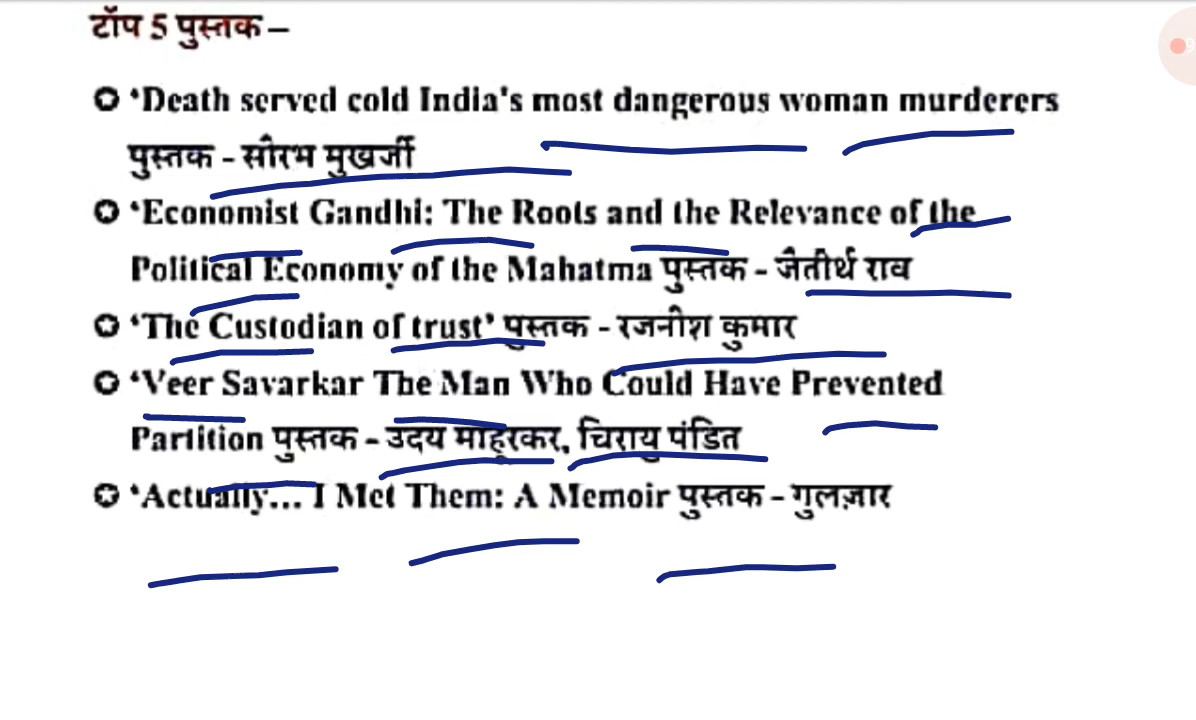 टॉप 5 पुस्तक –
✪ ‘Death served cold India's most dangerous woman murderers
पुस्तक - सौरभ मुखर्जी
✪ ‘Economist Gandhi: The Roots and the Relevance of the
Political Economy of the Mahatma पुस्तक - जैतीर्थ राव
✪ ‘The Custodian of trust’ पुस्तक - रजनीश कुमार
✪ ‘Veer Savarkar The Man Who Could Have Prevented
Partition पुस्तक - उदय माहूरकर, चिरायु पंडित
✪ ‘Actually... I Met Them: A Memoir पुस्तक - गुलज़ार